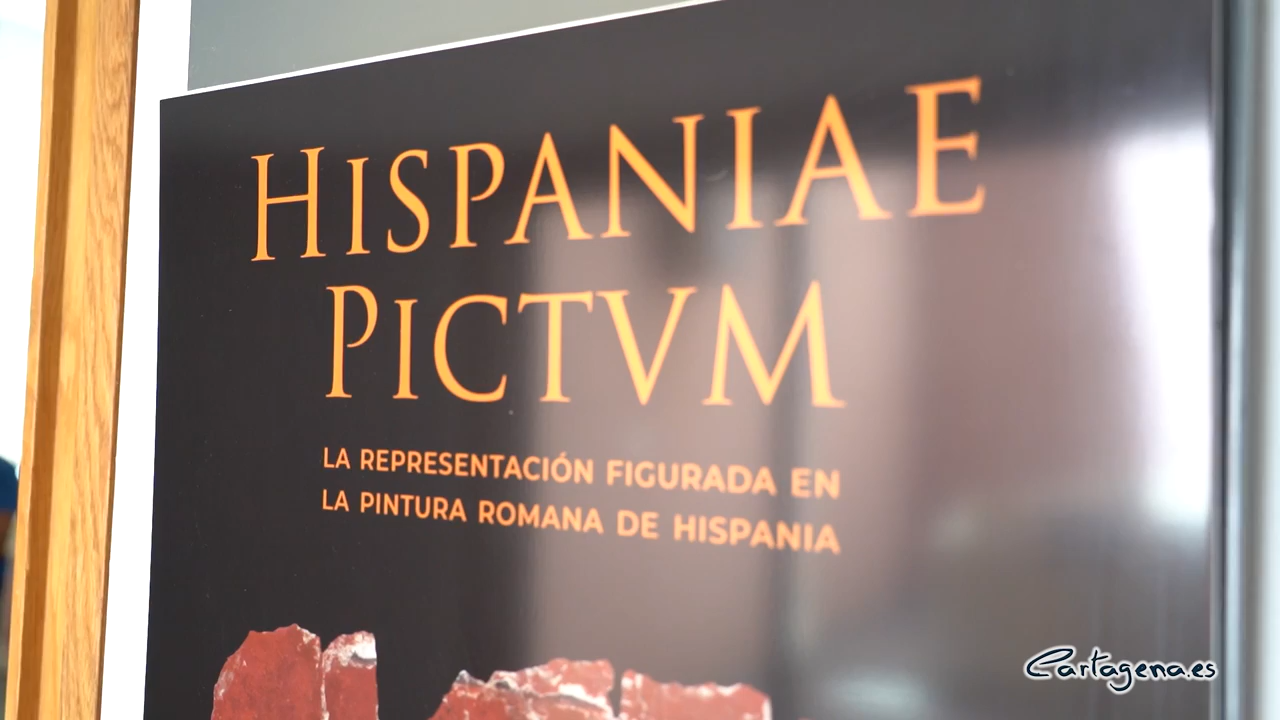 HISPANIAE
PICTVM
LA REPRESENTACIÓN FIGURADA EN
LA PINTURA ROMANA DE HISPANIA
Cartagena.es